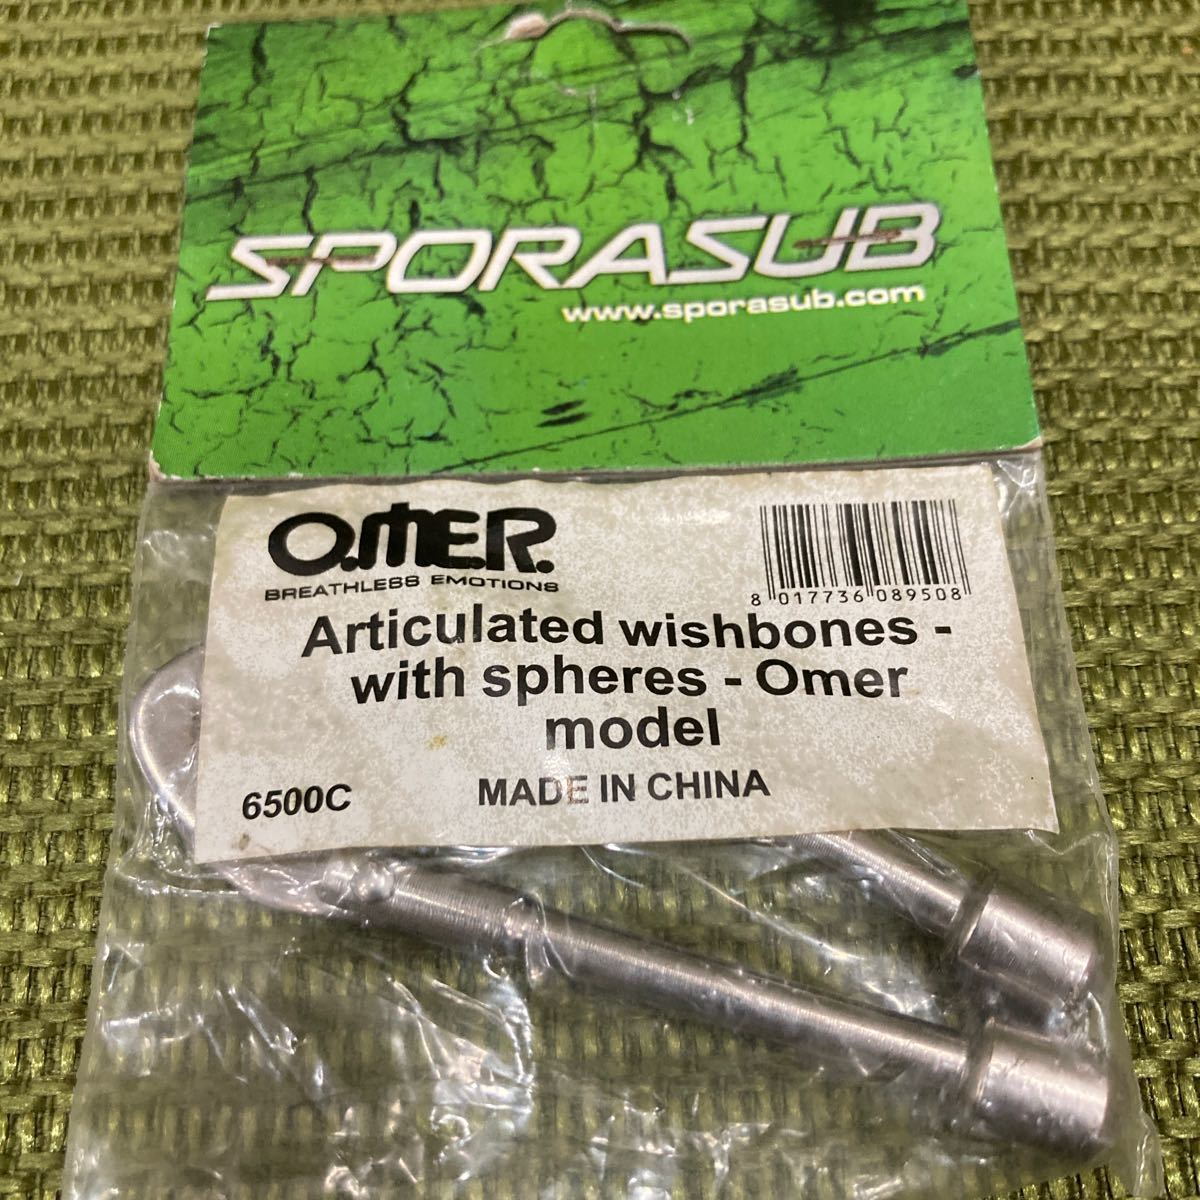 SPORASUB
www.sporasub.com
O.ME.R.
BREATHLESS EMOTIONS
8 017736 089508
Articulated wishbones -
with spheres - Omer
model
6500C
MADE IN CHINA